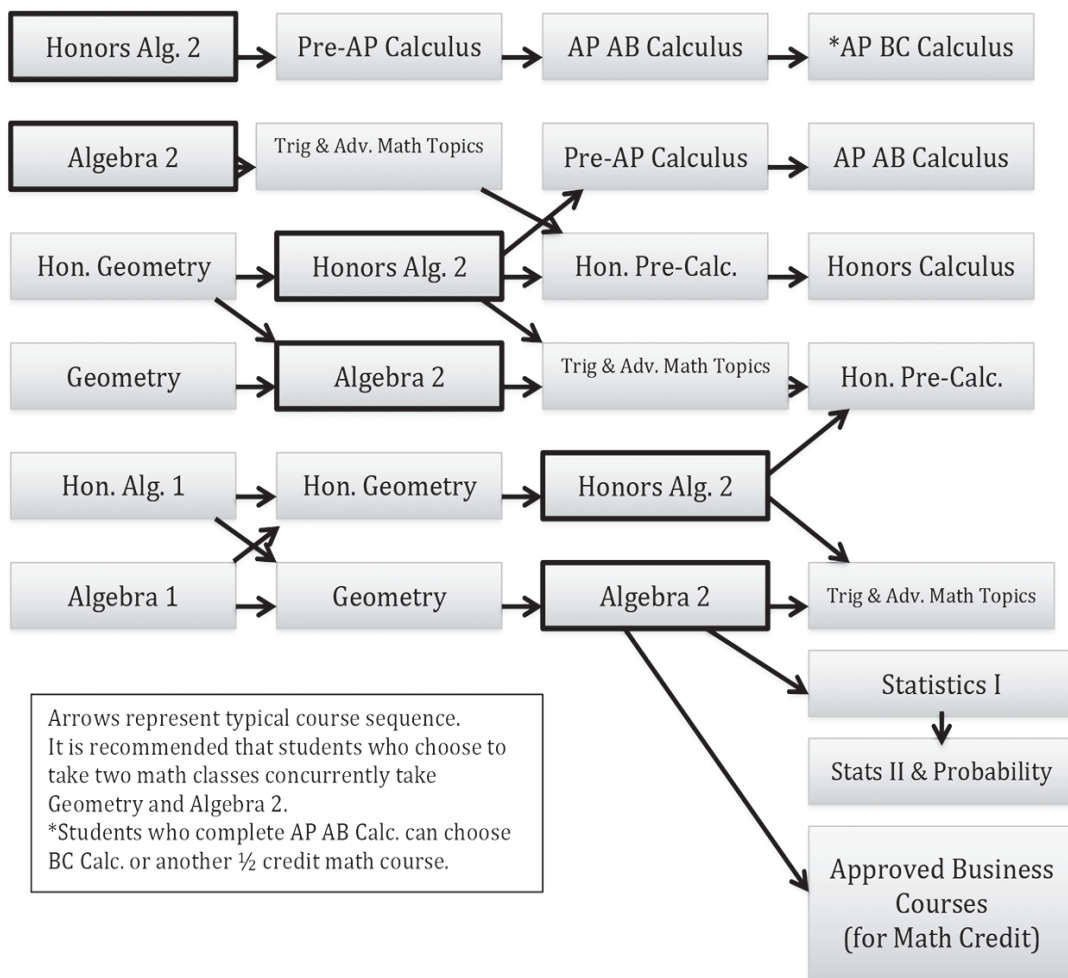 Honors Alg. 2
Pre-AP Calculus
AP AB Calculus
*AP BC Calculus
Algebra 2
Trig & Adv. Math Topics
Pre-AP Calculus
AP AB Calculus
Hon. Geometry
Honors Alg. 2
Hon. Pre-Calc.
Honors Calculus
Geometry
Algebra 2
Trig & Adv. Math Topics
Hon. Pre-Calc.
Hon. Alg. 1
Hon. Geometry
Honors Alg. 2
Algebra 1
Geometry
Algebra 2
Trig & Adv. Math Topics
Statistics I
Stats II & Probability
Approved Business
Courses
(for Math Credit)
Arrows represent typical course sequence.
It is recommended that students who choose to
take two math classes concurrently take
Geometry and Algebra 2.
*Students who complete AP AB Calc. can choose
BC Calc. or another ½ credit math course.